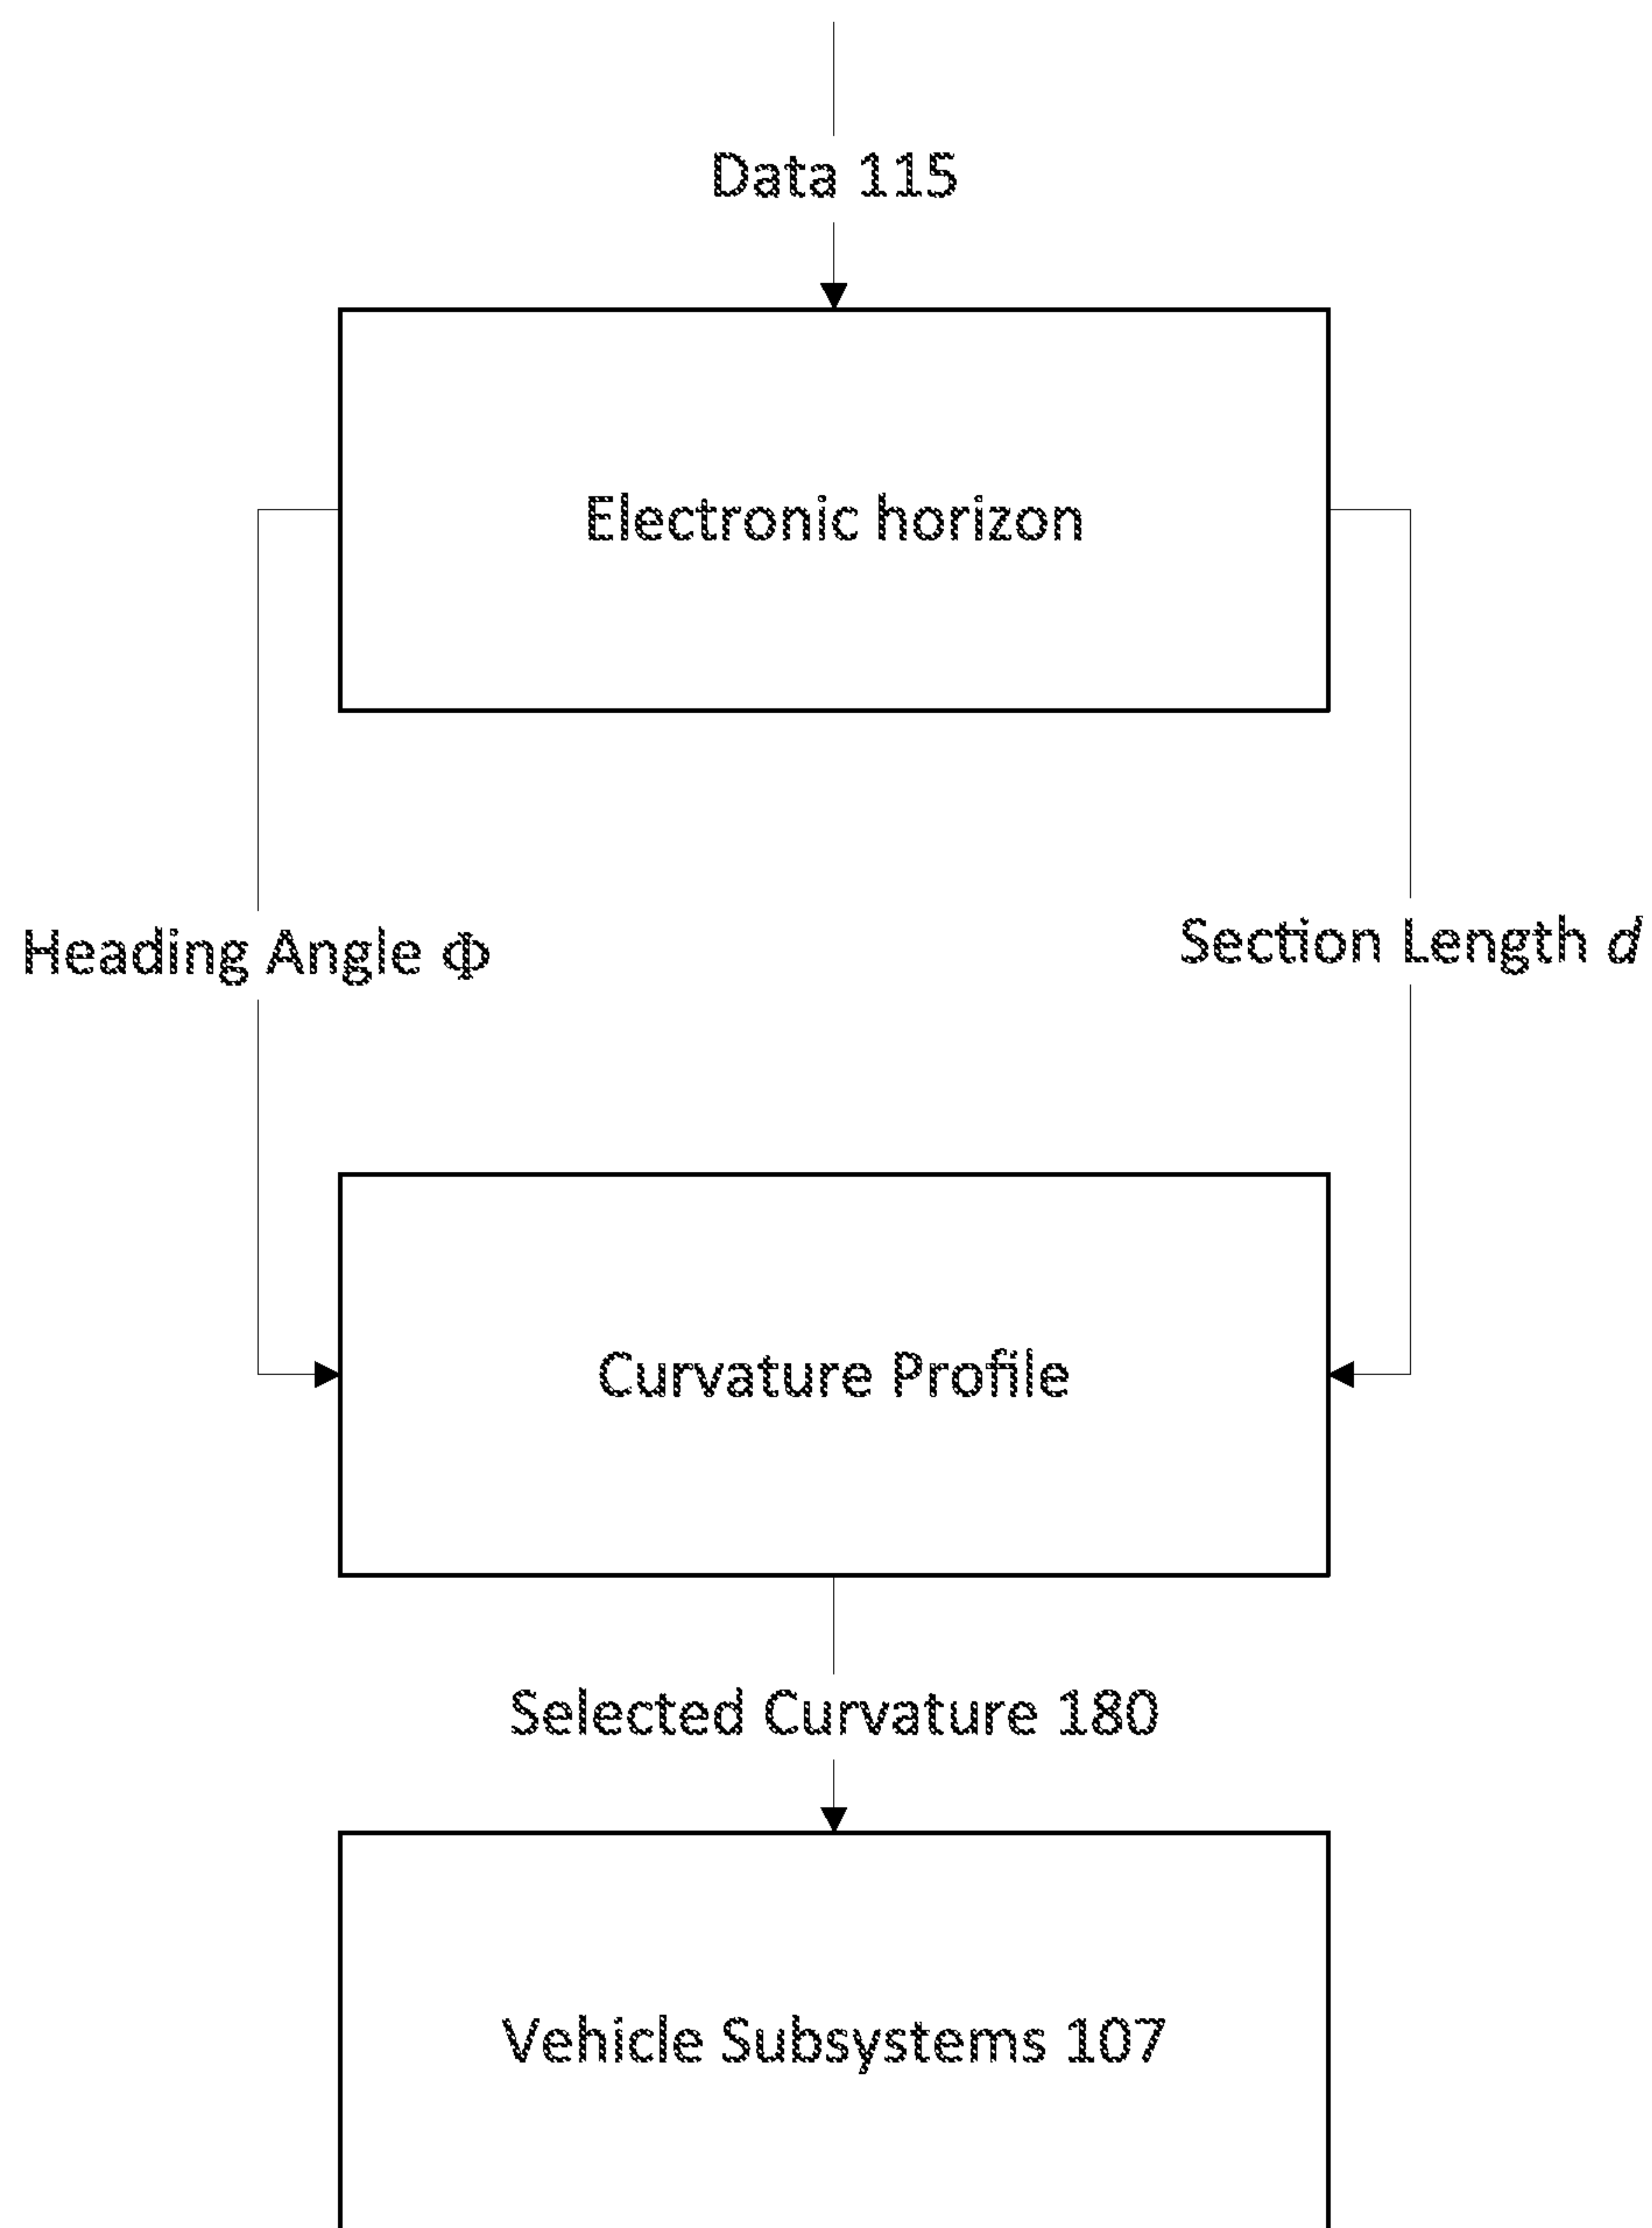 Data 115
Electronic horizon
Heading Angle Φ
Section Length d
Curvature Profile
Selected Curvature 180
Vehicle Subsystems 107